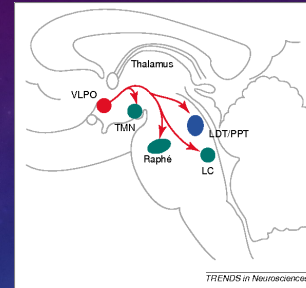 Thalamus
VLPO
TMN
LDT/PPT
Raphé
LC
TRENDS in Neurosciences